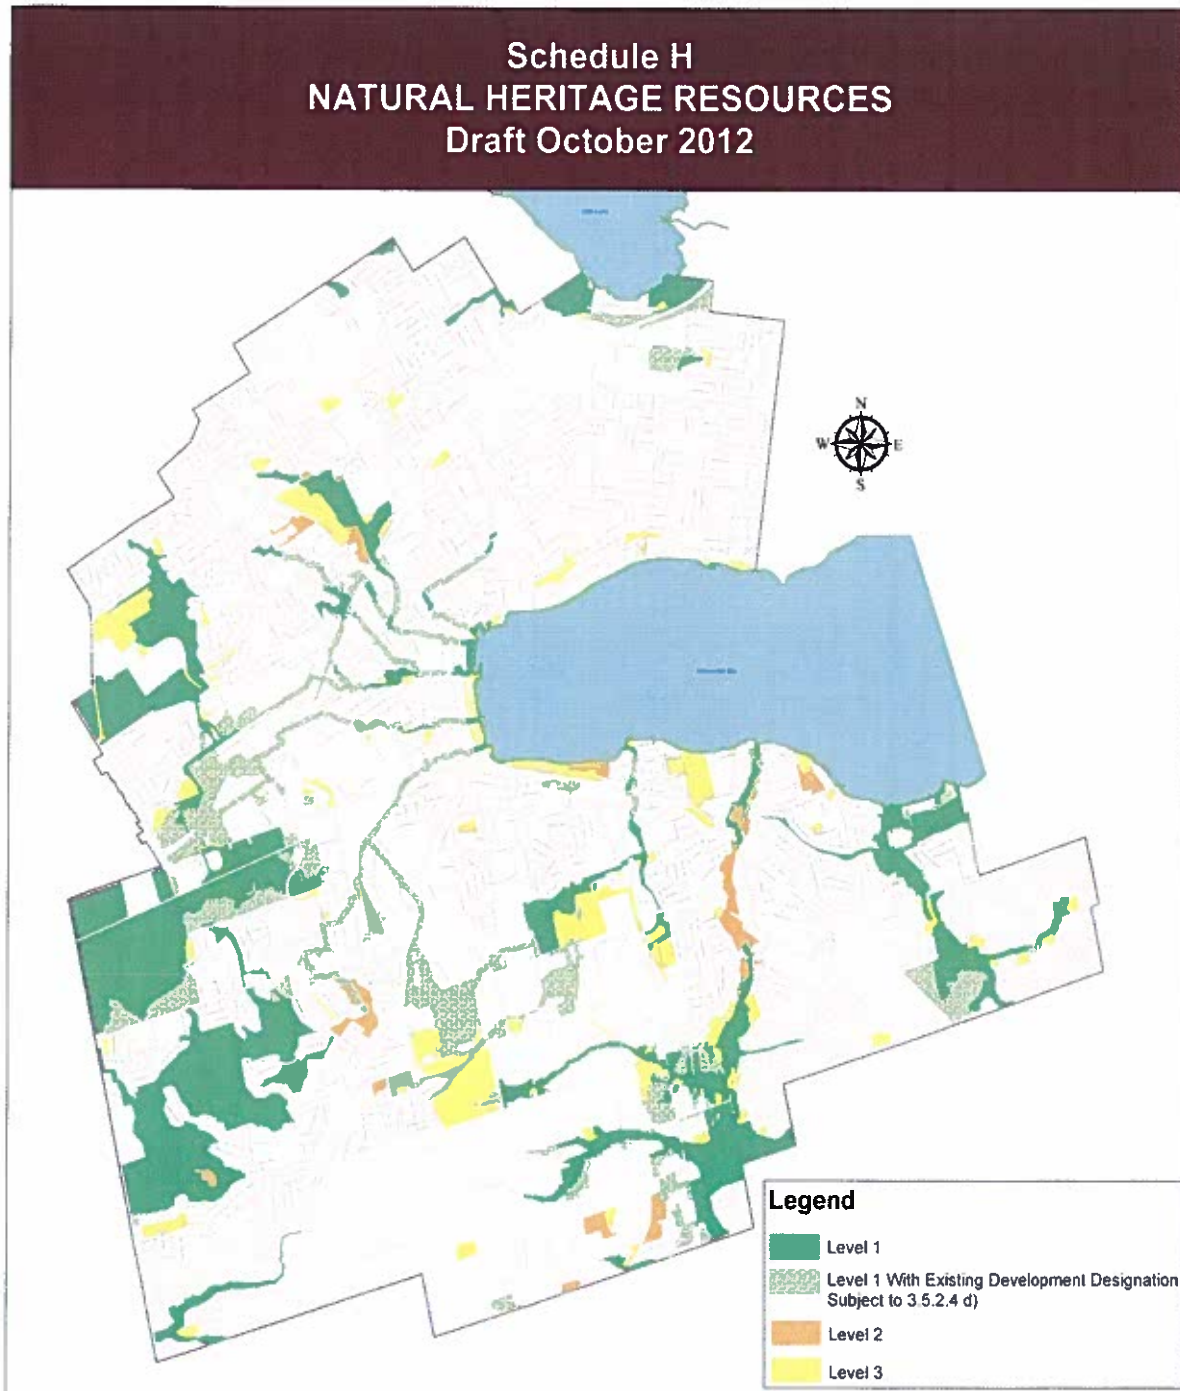 Schedule H
NATURAL HERITAGE RESOURCES
Draft October 2012
N
W
E
S
Legend
Level 1
Level 1 With Existing Development Designation
Subject to 3.5.2.4 d)
Level 2
Level 3